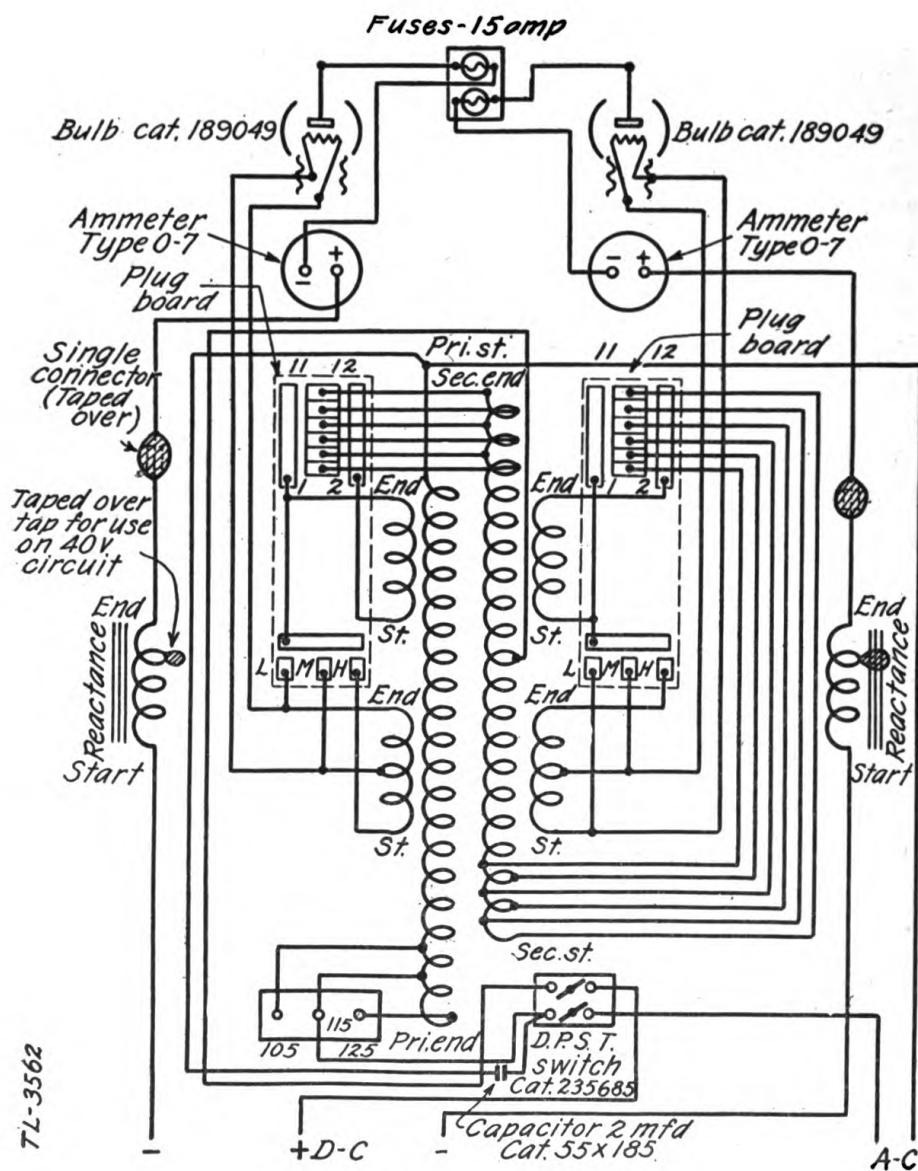 Fuses-15amp
Bulb cat. 189049
Bulb cat. 189049
Ammeter
Type O-7
Ammeter
Type O-7
- +
- +
Plug
board
Plug
board
Single
connector
(Taped
over)
11 12
Pri. st.
Sec. end
11 12
1 2
End
End
1 2
Taped over
tap for use
on 40 v.
circuit
End
Reactance
Start
St.
St.
End
Reactance
Start
L M H
L M H
End
End
St.
St.
Sec. st.
105
115
125
Pri. end
D.P.S.T.
switch
Cat. 235685
Capacitor 2 mfd
Cat. 55x185
- +D-C - A-C
TL-3562